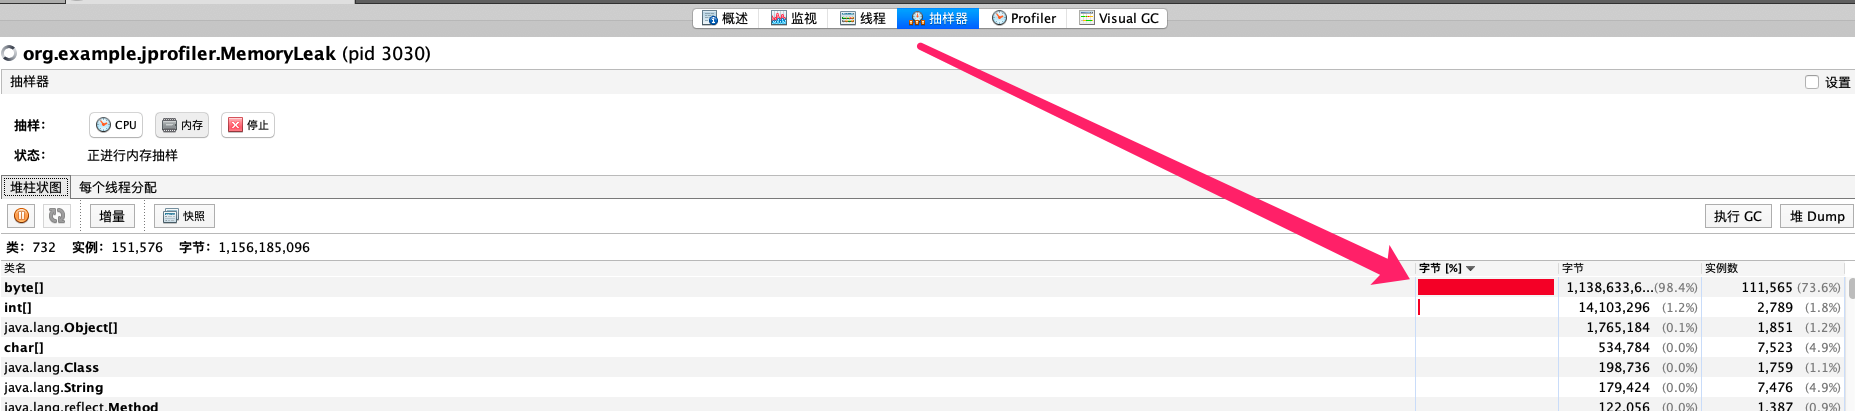 概述 监视 线程 抽样器 Profiler Visual GC
org.example.jprofiler.MemoryLeak (pid 3030)
抽样器 设置
抽样： CPU 内存 停止
状态： 正进行内存抽样
堆柱状图 每个线程分配
增量 快照 执行 GC 堆 Dump
类： 732 实例： 151,576 字节： 1,156,185,096
类名 字节 [%] 字节 实例数
byte[] 1,138,633,6...(98.4%) 111,565 (73.6%)
int[] 14,103,296 (1.2%) 2,789 (1.8%)
java.lang.Object[] 1,765,184 (0.1%) 1,851 (1.2%)
char[] 534,784 (0.0%) 7,523 (4.9%)
java.lang.Class 198,736 (0.0%) 1,759 (1.1%)
java.lang.String 179,424 (0.0%) 7,476 (4.9%)
java.lang.reflect.Method 122,056 (0.0%) 1,387 (0.9%)